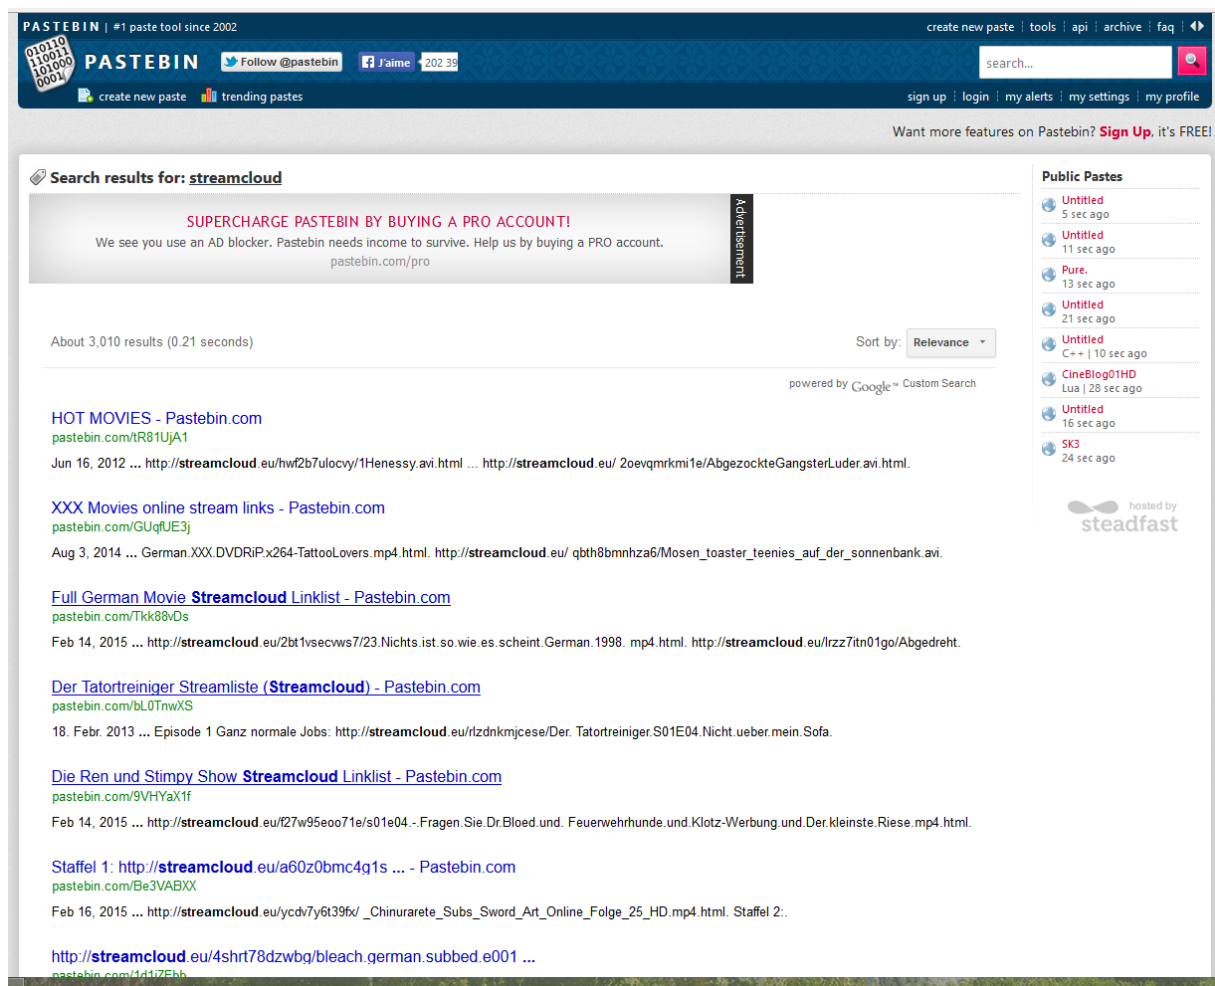 PASTEBIN | #1 paste tool since 2002
create new paste tools api archive faq
010110
110011
101000
0001
PASTEBIN
Follow @pastebin
J'aime
202 39
search...
create new paste trending pastes
sign up login my alerts my settings my profile
Want more features on Pastebin? Sign Up, it's FREE!
Search results for: streamcloud
SUPERCHARGE PASTEBIN BY BUYING A PRO ACCOUNT!
We see you use an AD blocker. Pastebin needs income to survive. Help us by buying a PRO account.
pastebin.com/pro
Advertisement
About 3,010 results (0.21 seconds)
Sort by: Relevance
powered by Google™ Custom Search
HOT MOVIES - Pastebin.com
pastebin.com/tR81UjA1
Jun 16, 2012 ... http://streamcloud.eu/hwf2b7ulocvy/1Henessy.avi.html ... http://streamcloud.eu/ 2oevqmrkmi1e/AbgezockteGangsterLuder.avi.html.
XXX Movies online stream links - Pastebin.com
pastebin.com/GUqfUE3j
Aug 3, 2014 ... German.XXX.DVDRiP.x264-TattooLovers.mp4.html. http://streamcloud.eu/ qbth8bmnhza6/Mosen_toaster_teenies_auf_der_sonnenbank.avi.
Full German Movie Streamcloud Linklist - Pastebin.com
pastebin.com/Tkk88vDs
Feb 14, 2015 ... http://streamcloud.eu/2bt1vsecvws7/23.Nichts.ist.so.wie.es.scheint.German.1998. mp4.html. http://streamcloud.eu/lrzz7itn01go/Abgedreht.
Der Tatortreiniger Streamliste (Streamcloud) - Pastebin.com
pastebin.com/bL0TnwXS
18. Febr. 2013 ... Episode 1 Ganz normale Jobs: http://streamcloud.eu/rlzdnkmjcese/Der. Tatortreiniger.S01E04.Nicht.ueber.mein.Sofa.
Die Ren und Stimpy Show Streamcloud Linklist - Pastebin.com
pastebin.com/9VHYaX1f
Feb 14, 2015 ... http://streamcloud.eu/f27w95eoo71e/s01e04.-.Fragen.Sie.Dr.Bloed.und. Feuerwehrhunde.und.Klotz-Werbung.und.Der.kleinste.Riese.mp4.html.
Staffel 1: http://streamcloud.eu/a60z0bmc4g1s ... - Pastebin.com
pastebin.com/Be3VABXX
Feb 16, 2015 ... http://streamcloud.eu/ycdv7y6t39fx/ _Chinurarete_Subs_Sword_Art_Online_Folge_25_HD.mp4.html. Staffel 2:.
http://streamcloud.eu/4shrt78dzwbg/bleach.german.subbed.e001 ...
pastebin.com/1d1jZEbb
Public Pastes
Untitled
5 sec ago
Untitled
11 sec ago
Pure.
13 sec ago
Untitled
21 sec ago
Untitled
C++ | 10 sec ago
CineBlog01HD
Lua | 28 sec ago
Untitled
16 sec ago
SK3
24 sec ago
hosted by
steadfast